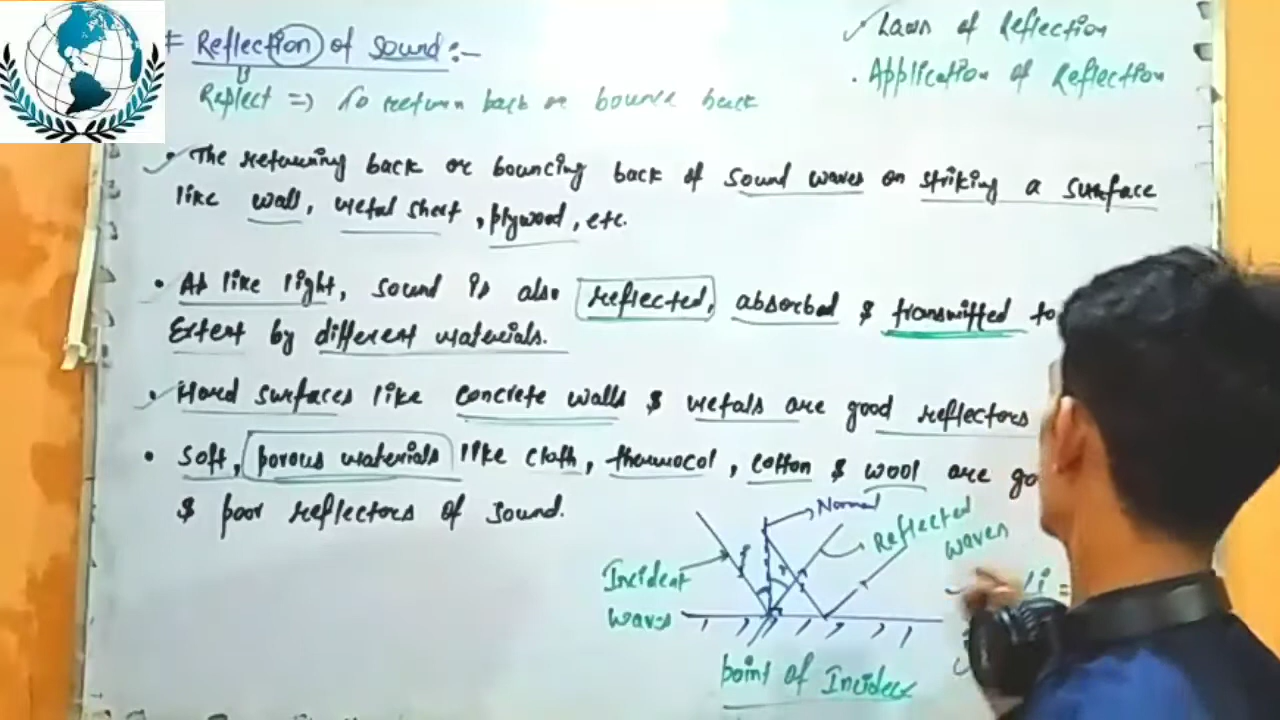 Reflection of sound :-
Reflect => To return back or bounce back
✓ Laws of Reflection
. Application of Reflection
• The returning back or bouncing back of sound waves on striking a surface
like wall, metal sheet, plywood, etc.
• As like light, sound is also reflected, absorbed & transmitted to
Extent by different materials.
• Hard surfaces like concrete walls & metals are good reflectors
• Soft, porous materials like cloth, thermocol, cotton & wool are go
& poor reflectors of sound.
Normal
Reflected
waves
Incident
waves
i
r
∠i =
point of Incidence